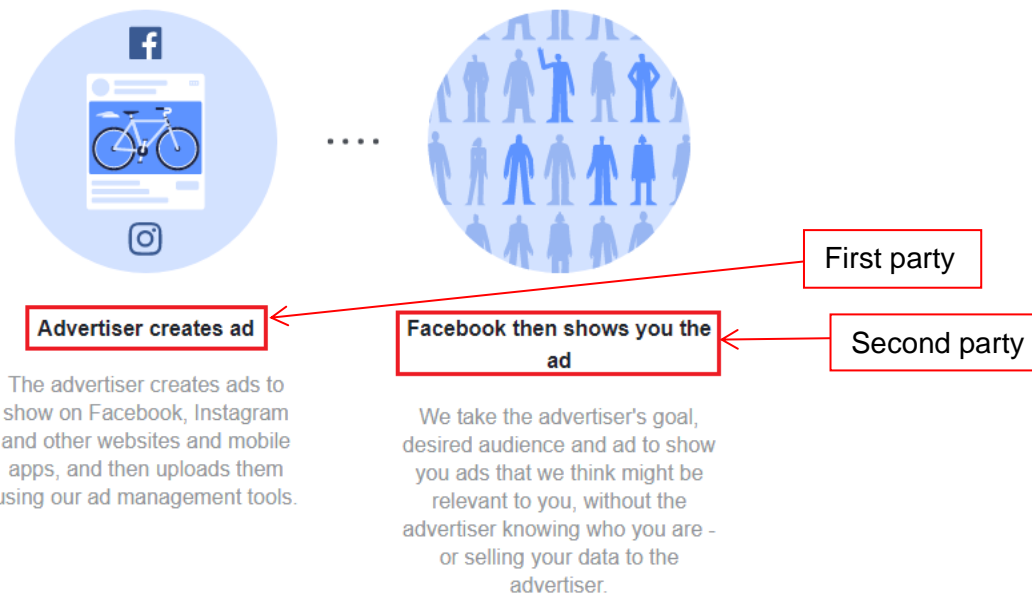 First party
Advertiser creates ad
The advertiser creates ads to
show on Facebook, Instagram
and other websites and mobile
apps, and then uploads them
using our ad management tools.
Facebook then shows you the
ad
Second party
We take the advertiser's goal,
desired audience and ad to show
you ads that we think might be
relevant to you, without the
advertiser knowing who you are -
or selling your data to the
advertiser.